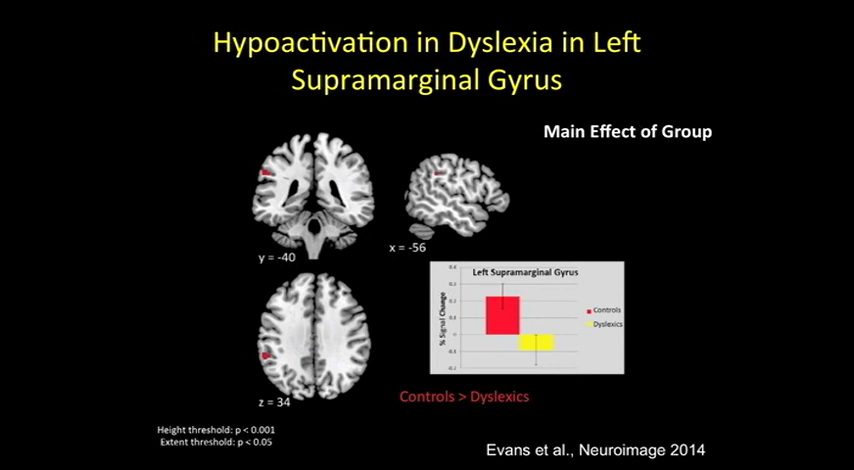 Hypoactivation in Dyslexia in Left
Supramarginal Gyrus
Main Effect of Group
y = -40
x = -56
Left Supramarginal Gyrus
% Signal Change
0
Controls
Dyslexics
z = 34
Controls > Dyslexics
Height threshold: p < 0.001
Extent threshold: p < 0.05
Evans et al., Neuroimage 2014